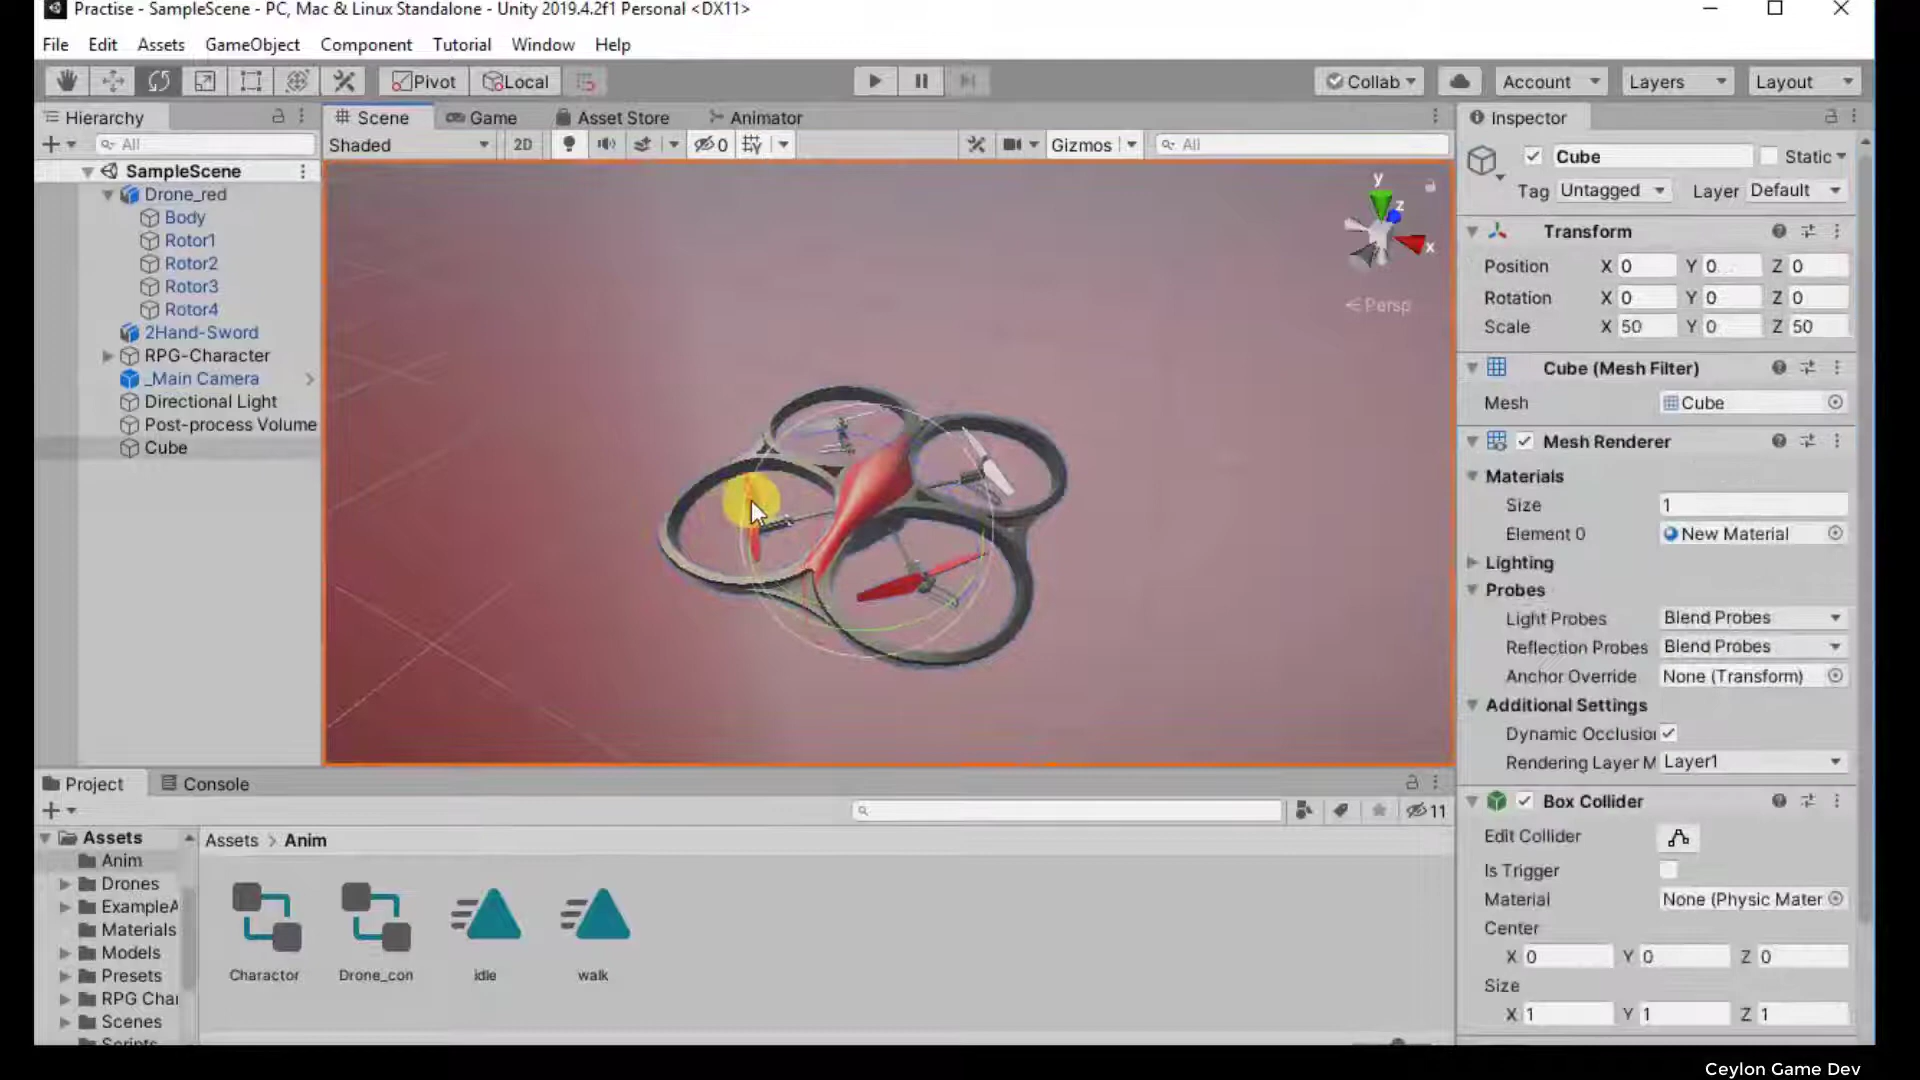 Practise - SampleScene - PC, Mac & Linux Standalone - Unity 2019.4.2f1 Personal <DX11>
File Edit Assets GameObject Component Tutorial Window Help
Pivot Local Collab Account Layers Layout
Hierarchy
All
SampleScene
Drone_red
Body
Rotor1
Rotor2
Rotor3
Rotor4
2Hand-Sword
RPG-Character
_Main Camera
Directional Light
Post-process Volume
Cube
Scene Game Asset Store Animator
Shaded 2D 0 Gizmos All
y
z
x
Persp
Inspector
Cube Static
Tag Untagged Layer Default
Transform
Position X 0 Y 0 Z 0
Rotation X 0 Y 0 Z 0
Scale X 50 Y 0 Z 50
Cube (Mesh Filter)
Mesh Cube
Mesh Renderer
Materials
Size 1
Element 0 New Material
Lighting
Probes
Light Probes Blend Probes
Reflection Probes Blend Probes
Anchor Override None (Transform)
Additional Settings
Dynamic Occlusio
Rendering Layer M Layer1
Box Collider
Edit Collider
Is Trigger
Material None (Physic Mater
Center
X 0 Y 0 Z 0
Size
X 1 Y 1 Z 1
Project Console
11
Assets
Anim
Drones
ExampleA
Materials
Models
Presets
RPG Cha
Scenes
Scripts
Assets > Anim
Charactor Drone_con idle walk
Ceylon Game Dev